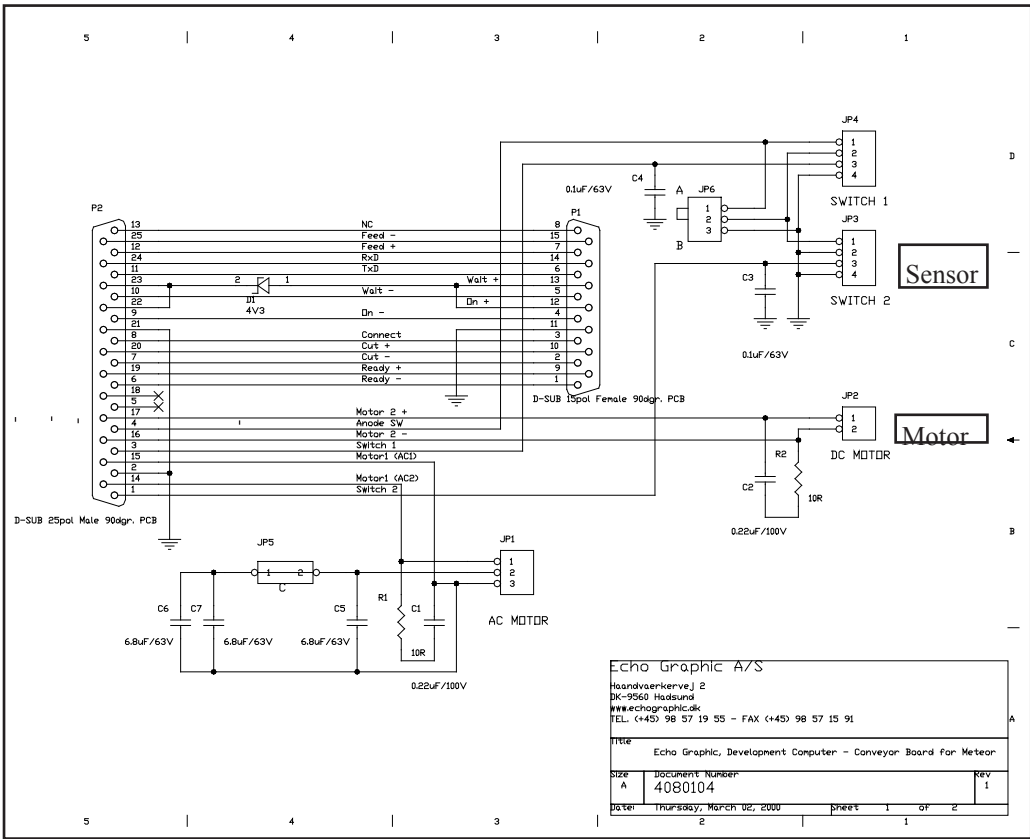 5 4 3 2 1
D
C
B
A
P2
13
25
12
24
11
23
10
22
9
21
8
20
7
19
6
18
5
17
4
16
3
15
2
14
1
D-SUB 25pol Male 90dgr. PCB
NC
Feed -
Feed +
RxD
TxD
Wait +
Wait -
On +
On -
Connect
Cut +
Cut -
Ready +
Ready -
Motor 2 +
Anode SW
Motor 2 -
Switch 1
Motor1 (AC1)
Motor1 (AC2)
Switch 2
2 1
D1
4V3
P1
8
15
7
14
6
13
5
12
4
11
3
10
2
9
1
D-SUB 15pol Female 90dgr. PCB
C4
0.1uF/63V
A
JP6
1
2
3
B
JP4
1
2
3
4
SWITCH 1
JP3
1
2
3
4
SWITCH 2
Sensor
C3
0.1uF/63V
JP2
1
2
DC MOTOR
Motor
R2
10R
C2
0.22uF/100V
JP5
1 2
C
JP1
1
2
3
AC MOTOR
C6 C7 C5 R1 C1
6.8uF/63V 6.8uF/63V 6.8uF/63V
10R
0.22uF/100V
Echo Graphic A/S
Haandvaerkervej 2
DK-9560 Hadsund
www.echographic.dk
TEL. (+45) 98 57 19 55 - FAX (+45) 98 57 15 91
Title
Echo Graphic, Development Computer - Conveyor Board for Meteor
Size Document Number Rev
A 4080104 1
Date: Thursday, March 02, 2000 Sheet 1 of 2
5 4 3 2 1